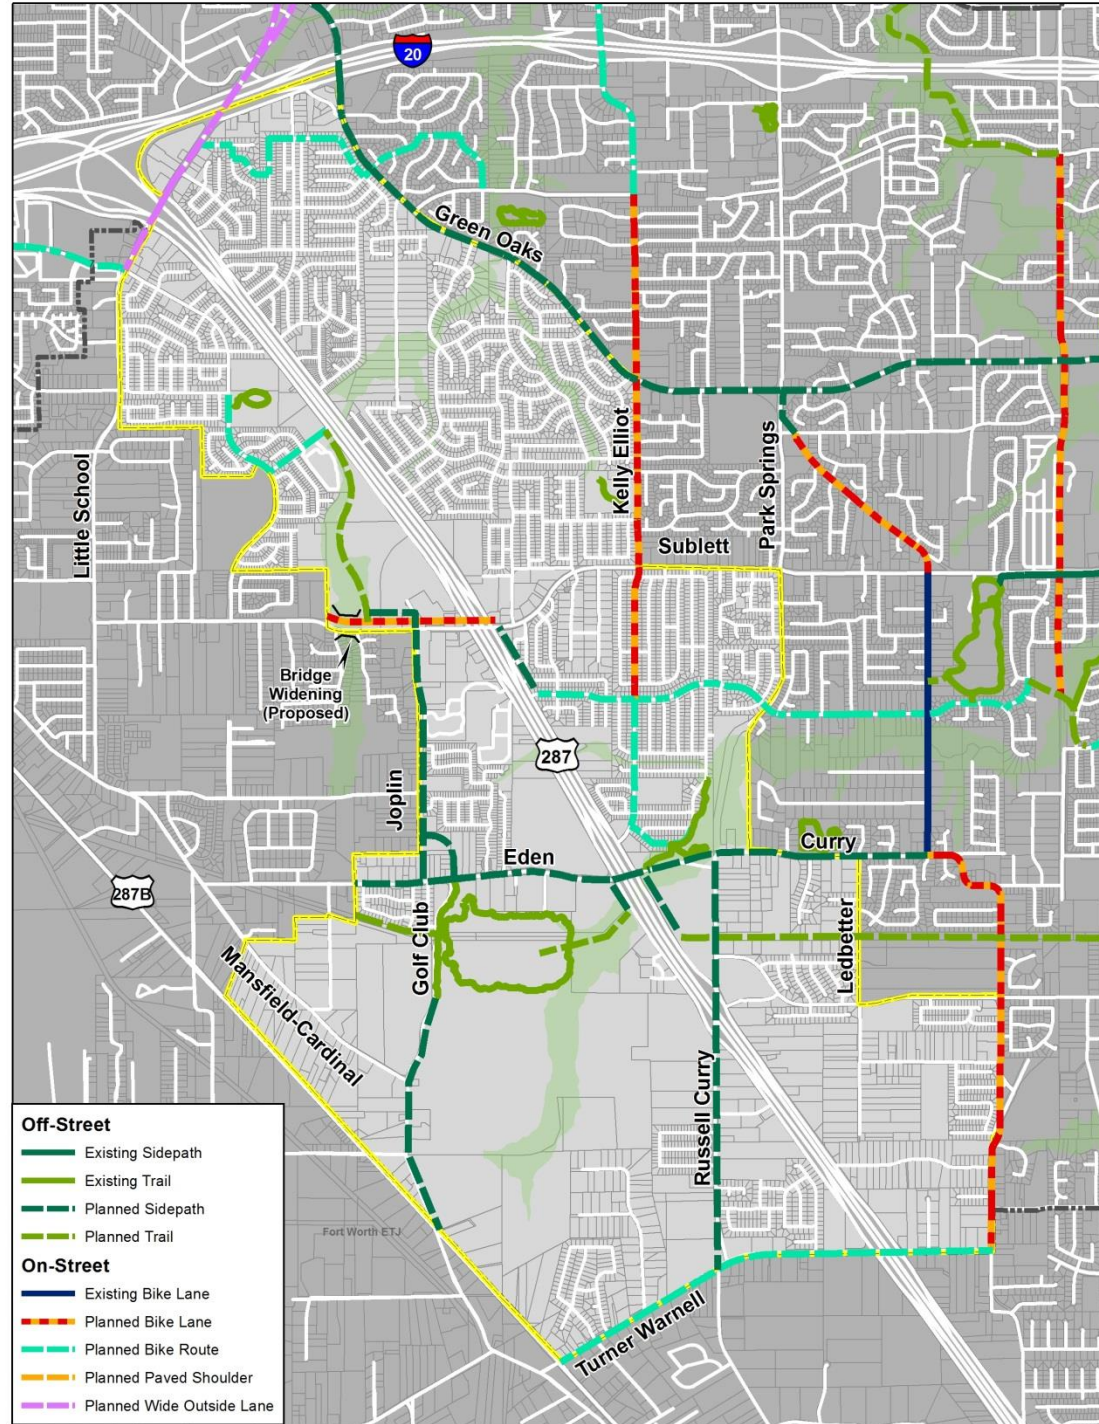 20
Green Oaks
Kelly Elliot
Park Springs
Little School
Sublett
Bridge
Widening
(Proposed)
287
Joplin
Curry
Eden
287B
Golf Club
Ledbetter
Mansfield-Cardinal
Russell Curry
Fort Worth ETJ
Turner Warnell
Off-Street
Existing Sidepath
Existing Trail
Planned Sidepath
Planned Trail
On-Street
Existing Bike Lane
Planned Bike Lane
Planned Bike Route
Planned Paved Shoulder
Planned Wide Outside Lane